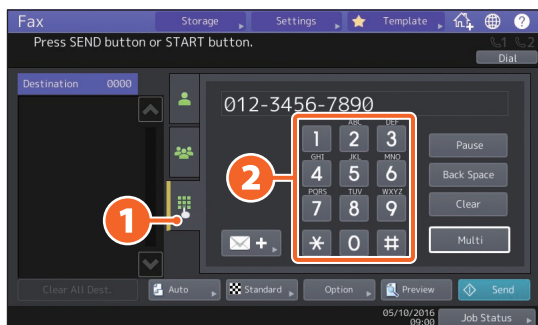 Fax Storage Settings Template ?
Press SEND button or START button.
1 2
Dial
Destination 0000
012-3456-7890
ABC DEF
1 2 3
GHI JKL MNO
4 5 6
PQRS TUV WXYZ
7 8 9
* 0 #
Pause
Back Space
Clear
Multi
+
1
2
Clear All Dest. Auto Standard Option Preview Send
05/10/2016
09:00
Job Status